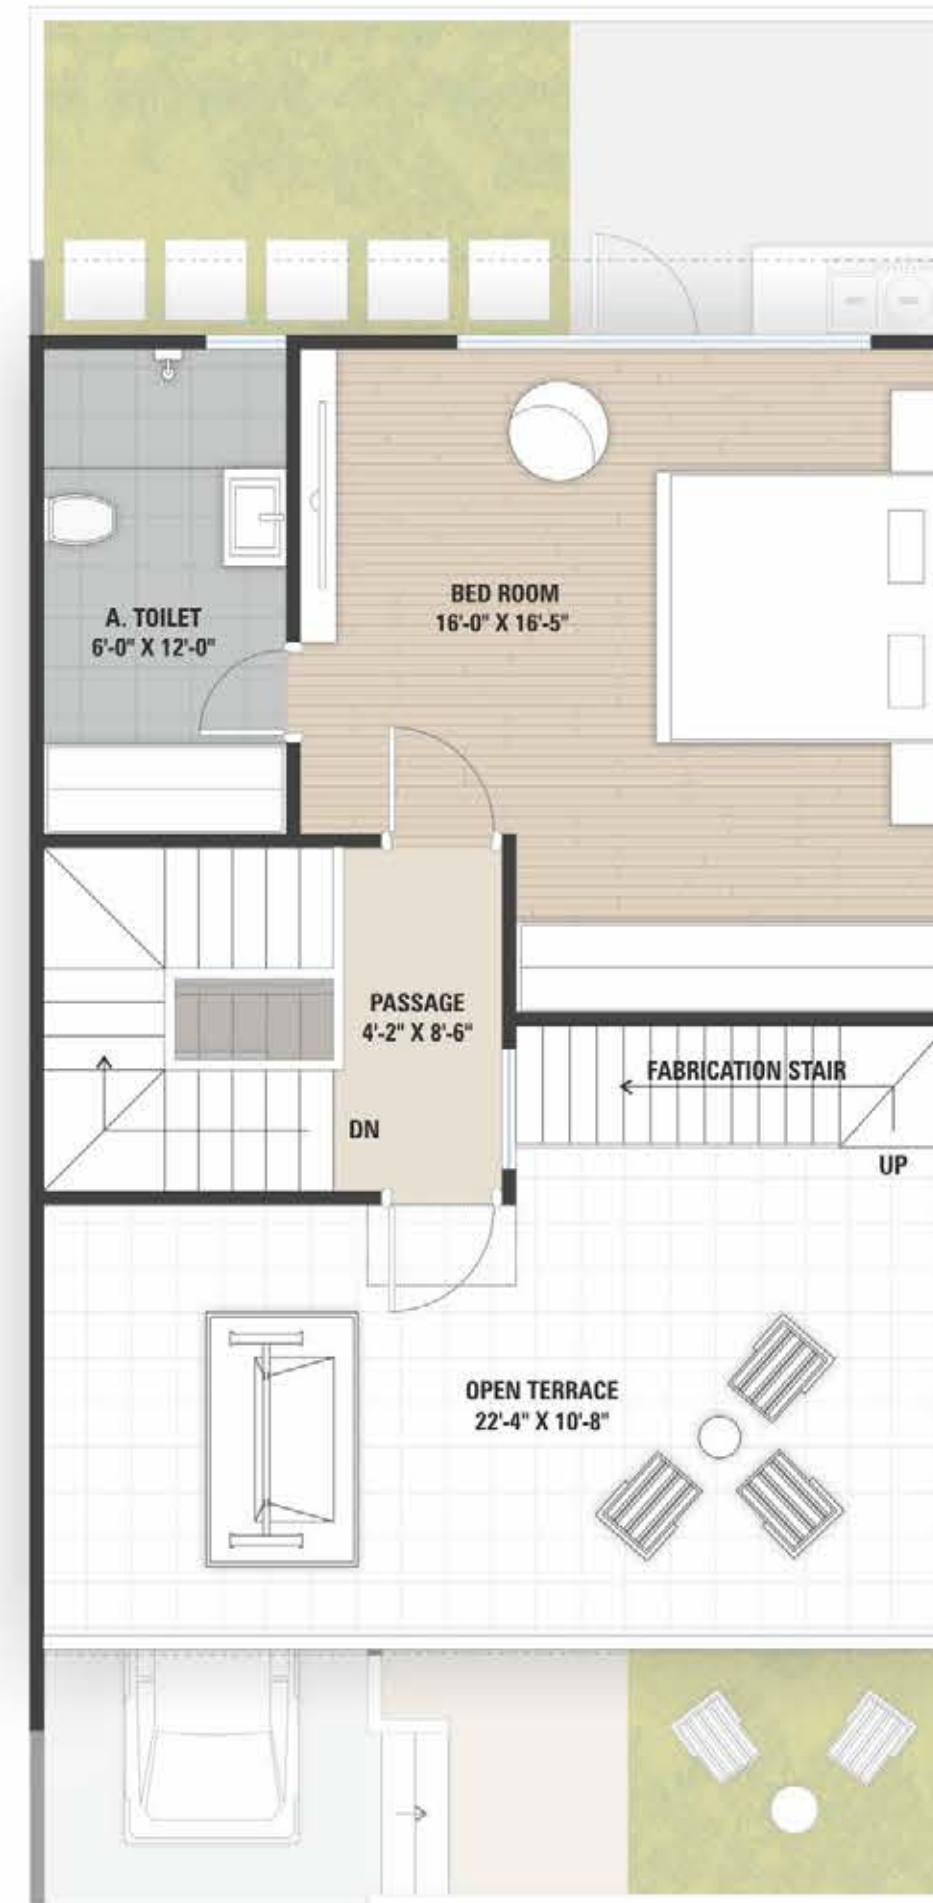 BED ROOM
16'-0" X 16'-5"
A. TOILET
6'-0" X 12'-0"
PASSAGE
4'-2" X 8'-6"
FABRICATION STAIR
DN
UP
OPEN TERRACE
22'-4" X 10'-8"